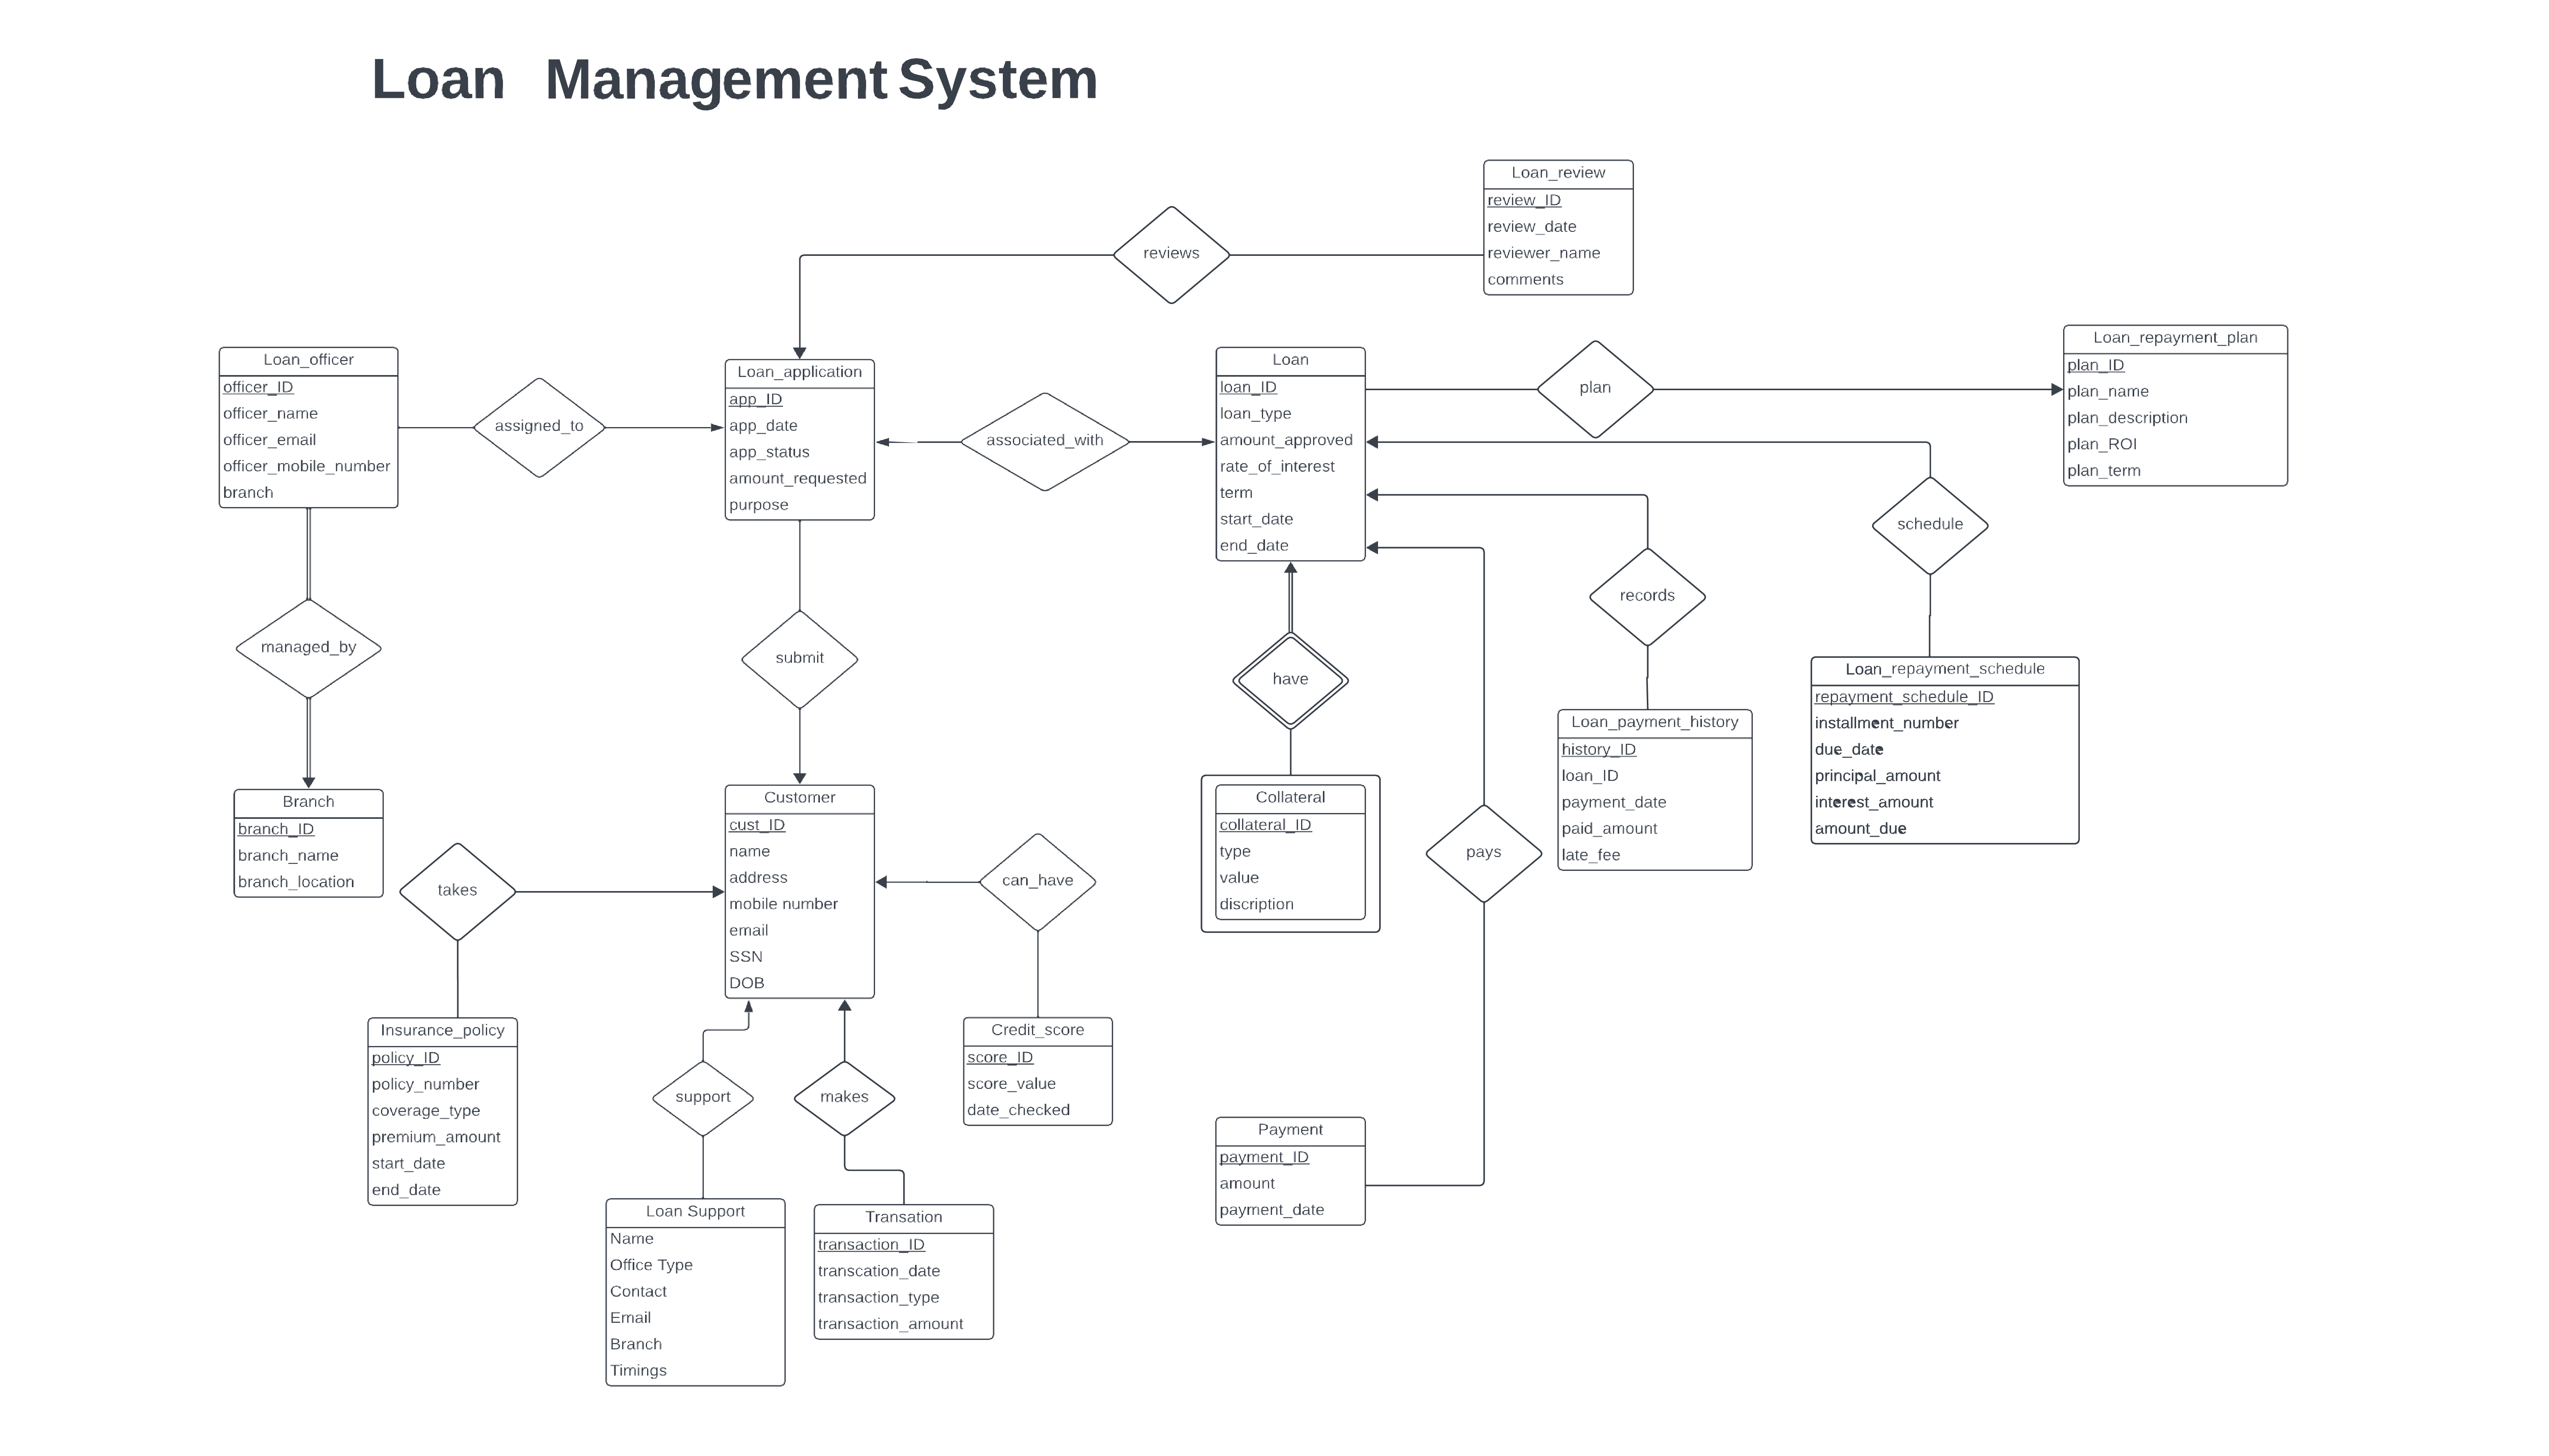 Loan Management System
Loan_review
review_ID
review_date
reviewer_name
comments
reviews
Loan_officer
officer_ID
officer_name
officer_email
officer_mobile_number
branch
assigned_to
Loan_application
app_ID
app_date
app_status
amount_requested
purpose
associated_with
Loan
loan_ID
loan_type
amount_approved
rate_of_interest
term
start_date
end_date
plan
Loan_repayment_plan
plan_ID
plan_name
plan_description
plan_ROI
plan_term
schedule
records
managed_by
submit
have
Loan_repayment_schedule
repayment_schedule_ID
installment_number
due_date
principal_amount
interest_amount
amount_due
Loan_payment_history
history_ID
loan_ID
payment_date
paid_amount
late_fee
Branch
branch_ID
branch_name
branch_location
takes
Customer
cust_ID
name
address
mobile number
email
SSN
DOB
can_have
Collateral
collateral_ID
type
value
discription
pays
Insurance_policy
policy_ID
policy_number
coverage_type
premium_amount
start_date
end_date
support
makes
Credit_score
score_ID
score_value
date_checked
Payment
payment_ID
amount
payment_date
Loan Support
Name
Office Type
Contact
Email
Branch
Timings
Transation
transaction_ID
transcation_date
transaction_type
transaction_amount